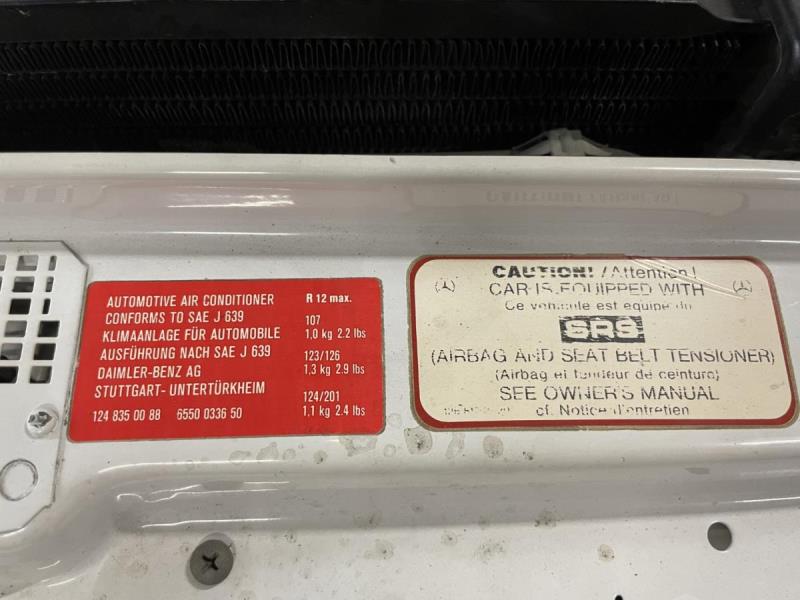 AUTOMOTIVE AIR CONDITIONER
CONFORMS TO SAE J 639
KLIMAANLAGE FÜR AUTOMOBILE
AUSFÜHRUNG NACH SAE J 639
DAIMLER-BENZ AG
STUTTGART- UNTERTÜRKHEIM
124 835 00 88 6550 0336 50
R 12 max.
107
1,0 kg 2.2 lbs
123/126
1,3 kg 2.9 lbs
124/201
1,1 kg 2.4 lbs
CAUTION! /Attention!
CAR IS EQUIPPED WITH
Ce véhicule est équipé du
SRS
(AIRBAG AND SEAT BELT TENSIONER)
(Airbag et tendeur de ceinture)
SEE OWNER'S MANUAL
cf. Notice d'entretien